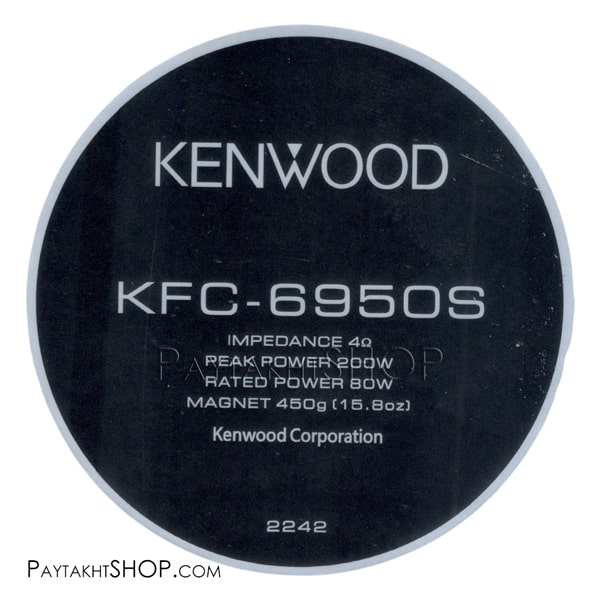 KENWOOD
KFC-6950S
IMPEDANCE 4Ω
PEAK POWER 200W
PAYTAKHTSHOP
RATED POWER 80W
MAGNET 450g (15.8oz)
Kenwood Corporation
2242
PAYTAKHTSHOP.COM